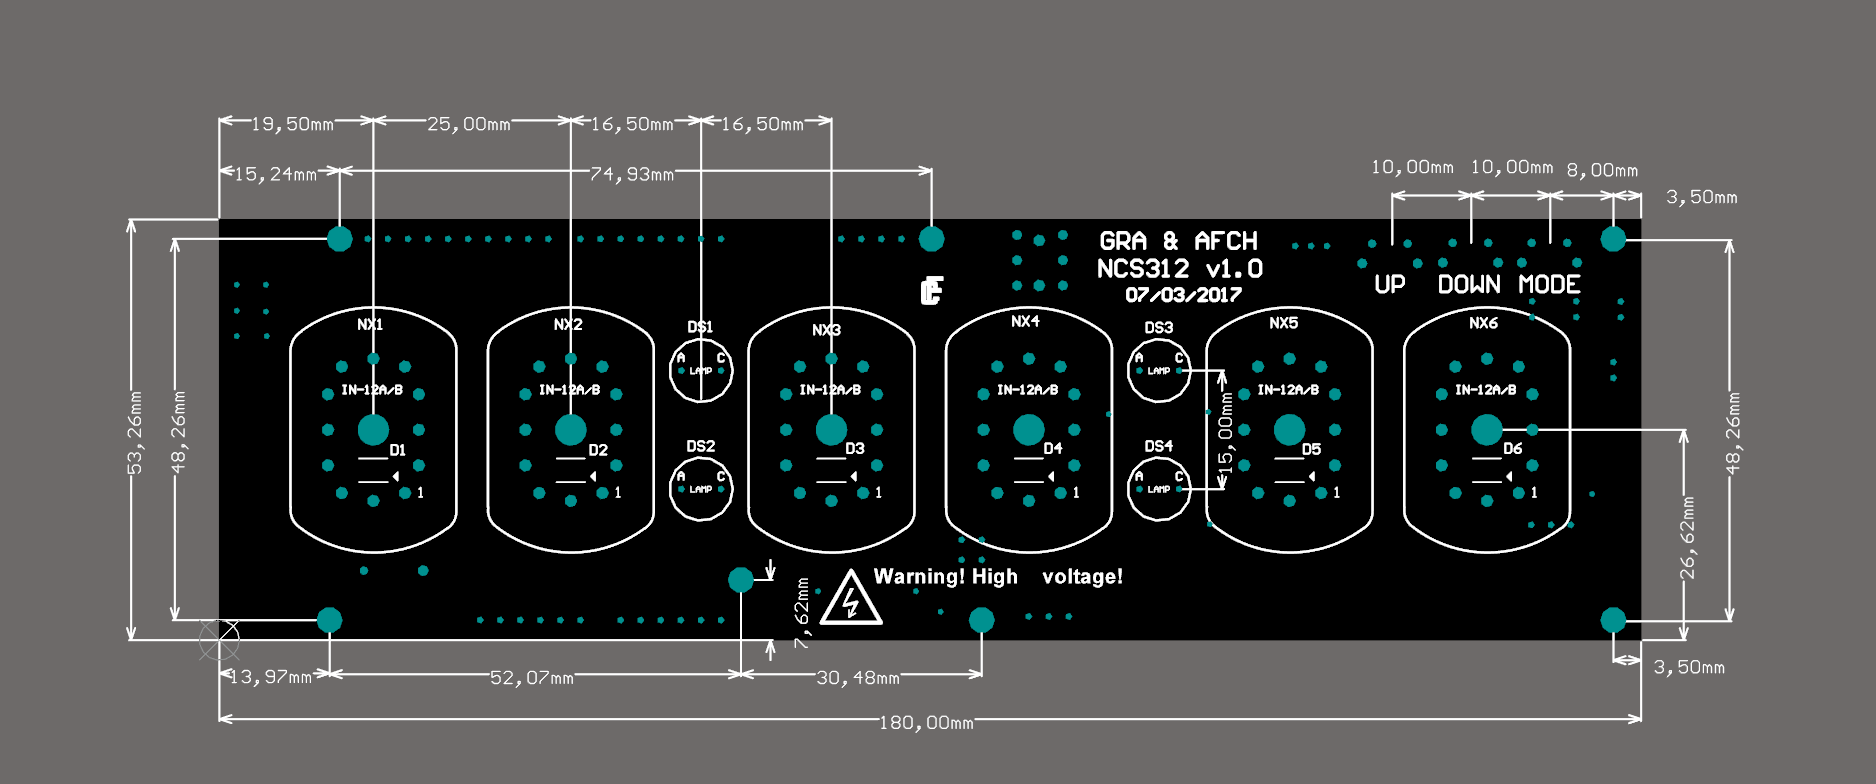 19,50mm 25,00mm 16,50mm 16,50mm
15,24mm 74,93mm
10,00mm 10,00mm 8,00mm
3,50mm
GRA & AFCH
NCS312 v1.0
07/03/2017
UP DOWN MODE
NX1 NX2 DS1 NX3 NX4 DS3 NX5 NX6
A C A C
LAMP LAMP
IN-12A/B IN-12A/B IN-12A/B IN-12A/B IN-12A/B IN-12A/B
53,26mm
48,26mm
15,00mm
48,26mm
26,62mm
D1 D2 DS2 D3 D4 DS4 D5 D6
A C A C
LAMP LAMP
1 1 1 1 1 1
Warning! High voltage!
7,62mm
13,97mm 52,07mm 30,48mm
3,50mm
180,00mm